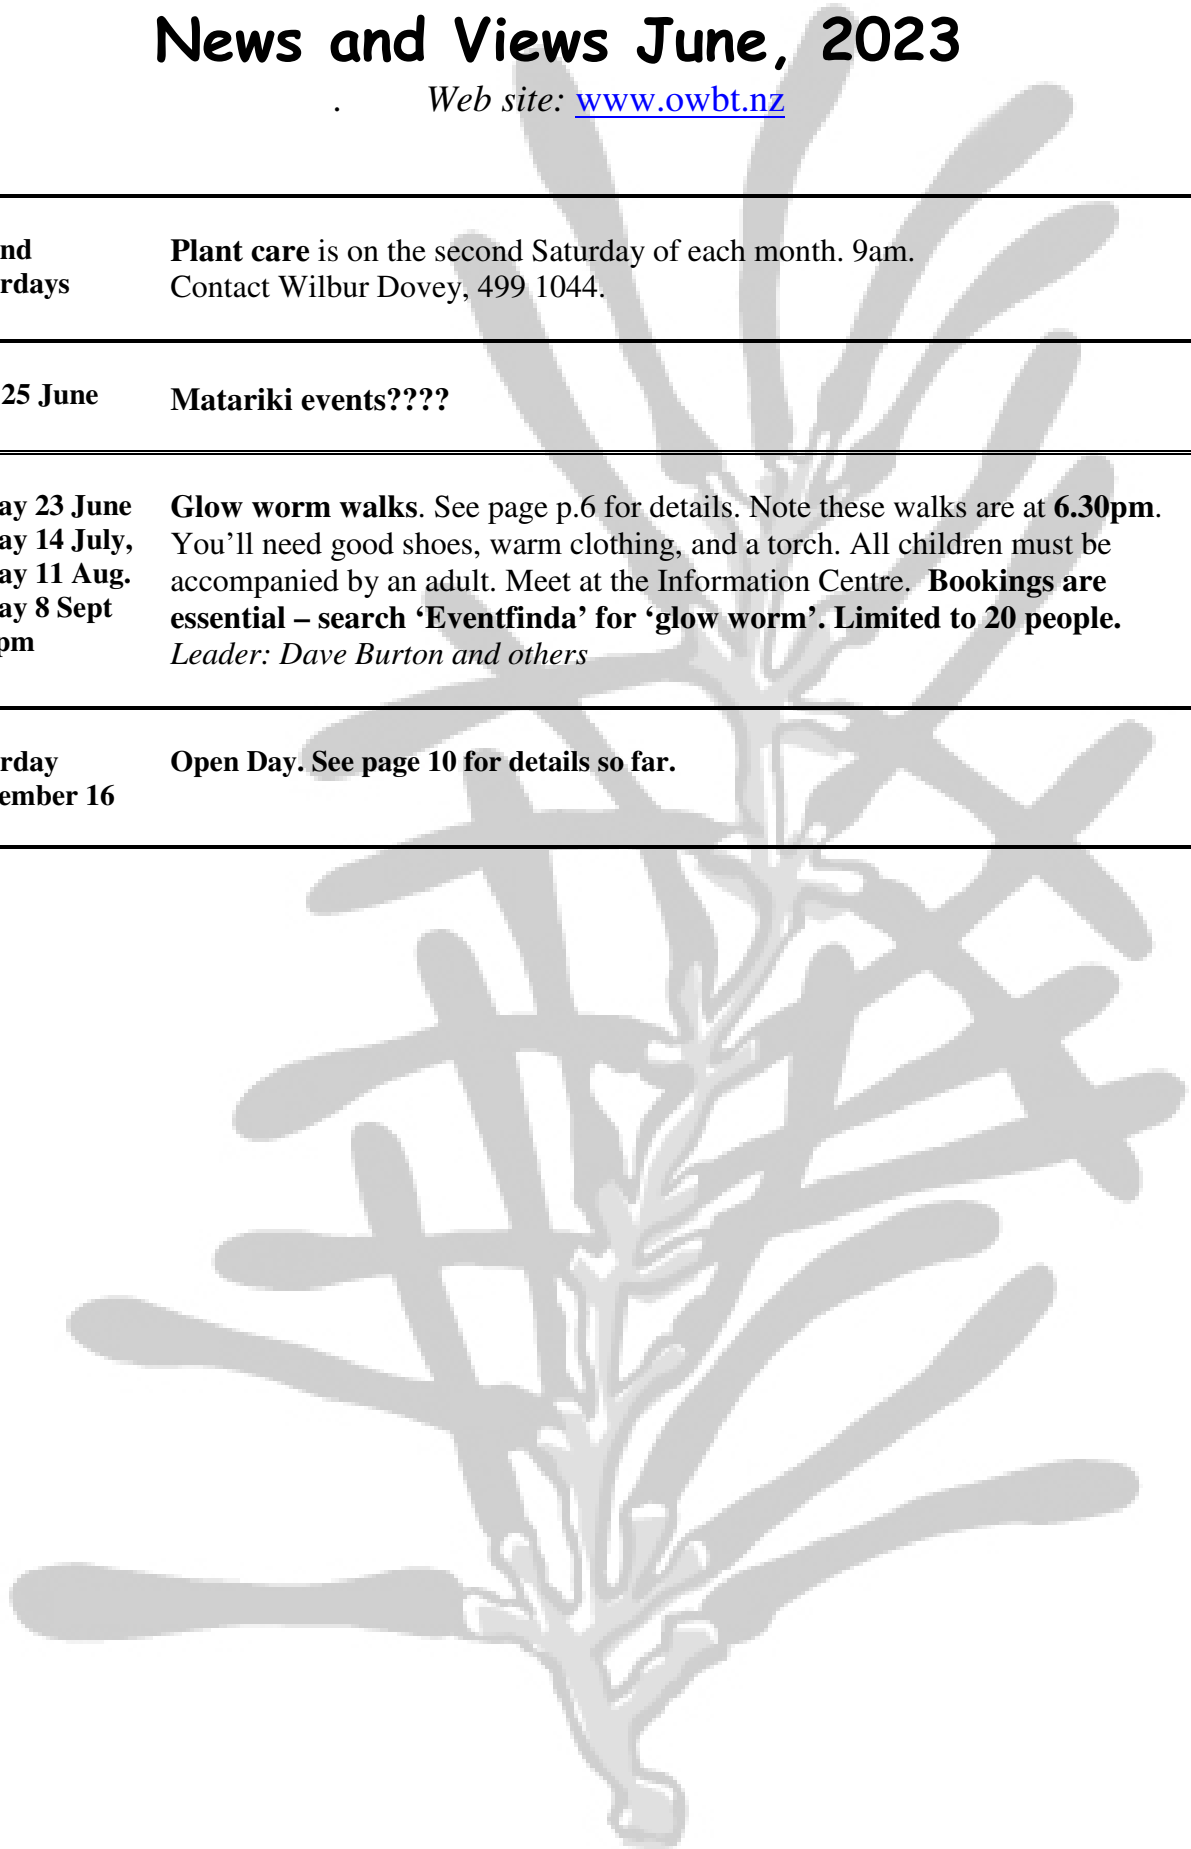 News and Views June, 2023
. Web site: www.owbt.nz
nd
rdays
Plant care is on the second Saturday of each month. 9am.
Contact Wilbur Dovey, 499 1044.
25 June
Matariki events????
ay 23 June
ay 14 July,
ay 11 Aug.
ay 8 Sept
pm
Glow worm walks. See page p.6 for details. Note these walks are at 6.30pm.
You’ll need good shoes, warm clothing, and a torch. All children must be
accompanied by an adult. Meet at the Information Centre. Bookings are
essential – search ‘Eventfinda’ for ‘glow worm’. Limited to 20 people.
Leader: Dave Burton and others
rday
ember 16
Open Day. See page 10 for details so far.